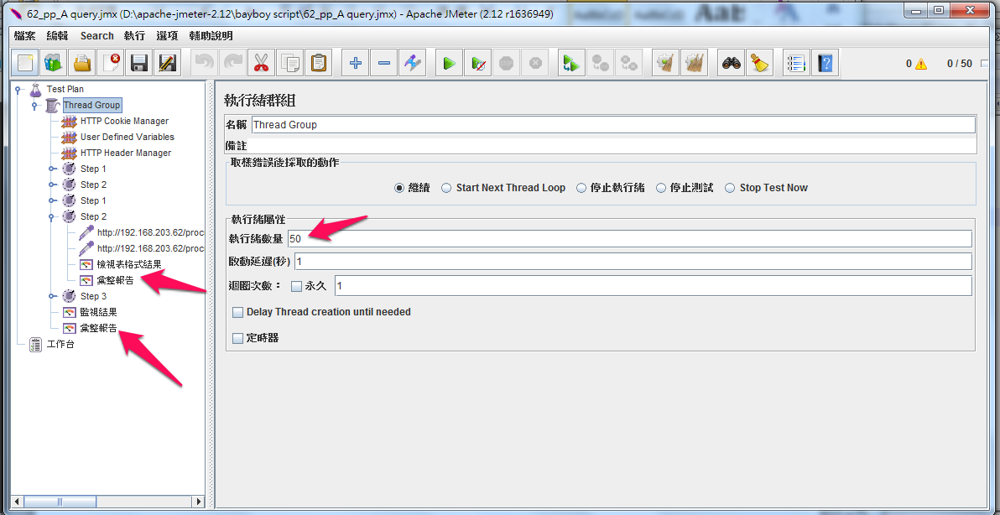 62_pp_A query.jmx (D:\apache-jmeter-2.12\bayboy script\62_pp_A query.jmx) - Apache JMeter (2.12 r1636949)
檔案 編輯 Search 執行 選項 輔助說明
0 0 / 50
Test Plan
Thread Group
HTTP Cookie Manager
User Defined Variables
HTTP Header Manager
Step 1
Step 2
Step 1
Step 2
http://192.168.203.62/proc
http://192.168.203.62/proc
檢視表格式結果
彙整報告
Step 3
監視結果
彙整報告
工作台
執行緒群組
名稱 Thread Group
備註
取樣錯誤後採取的動作
繼續 Start Next Thread Loop 停止執行緒 停止測試 Stop Test Now
執行緒屬性
執行緒數量 50
啟動延遲(秒) 1
迴圈次數： 永久 1
Delay Thread creation until needed
定時器